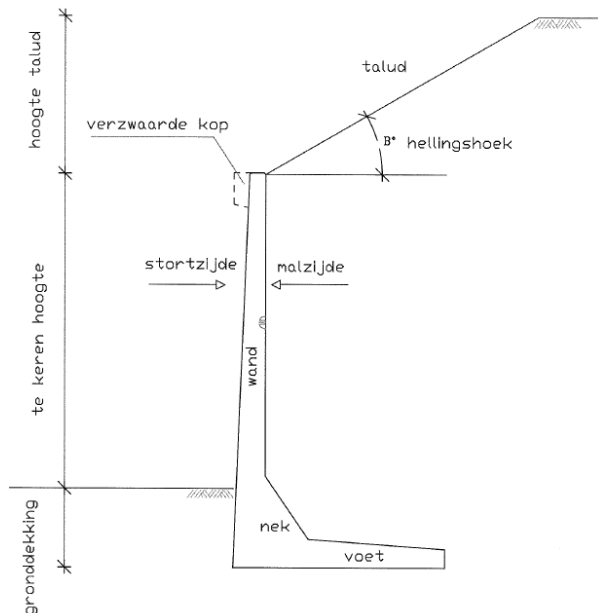 hoogte talud
talud
verzwaarde kop
B° hellingshoek
stortzijde
malzijde
te keren hoogte
wand
nek
voet
gronddekking